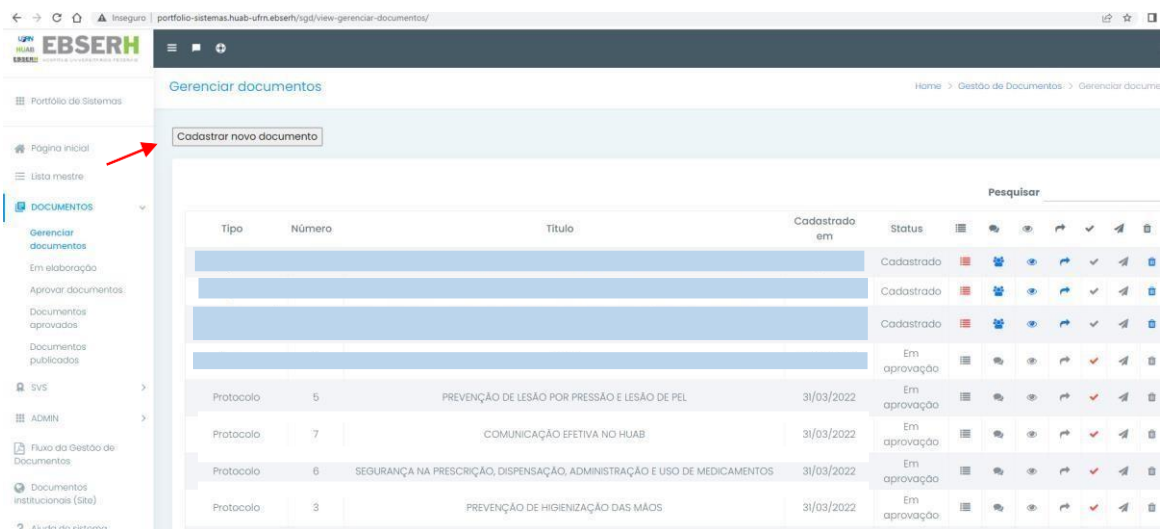 Inseguro | portfolio-sistemas.huab-ufrn.ebserh/sgd/view-gerenciar-documentos/
UFRN
HUAB
EBSERH
EBSERH
Gerenciar documentos
Home > Gestão de Documentos > Gerenciar docume
Portfólio de Sistemas
Cadastrar novo documento
Página inicial
Lista mestre
DOCUMENTOS
Gerenciar
documentos
Em elaboração
Aprovar documentos
Documentos
aprovados
Documentos
publicados
SVS
ADMIN
Fluxo da Gestão de
Documentos
Documentos
institucionais (Site)
Ajuda do sistema
Pesquisar
Tipo Número Título Cadastrado em Status
Cadastrado
Cadastrado
Cadastrado
Em aprovação
Protocolo 5 PREVENÇÃO DE LESÃO POR PRESSÃO E LESÃO DE PEL 31/03/2022 Em aprovação
Protocolo 7 COMUNICAÇÃO EFETIVA NO HUAB 31/03/2022 Em aprovação
Protocolo 6 SEGURANÇA NA PRESCRIÇÃO, DISPENSAÇÃO, ADMINISTRAÇÃO E USO DE MEDICAMENTOS 31/03/2022 Em aprovação
Protocolo 3 PREVENÇÃO DE HIGIENIZAÇÃO DAS MÃOS 31/03/2022 Em aprovação